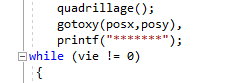 quadrillage();
gotoxy(posx,posy),
printf("*******");
while (vie != 0)
{